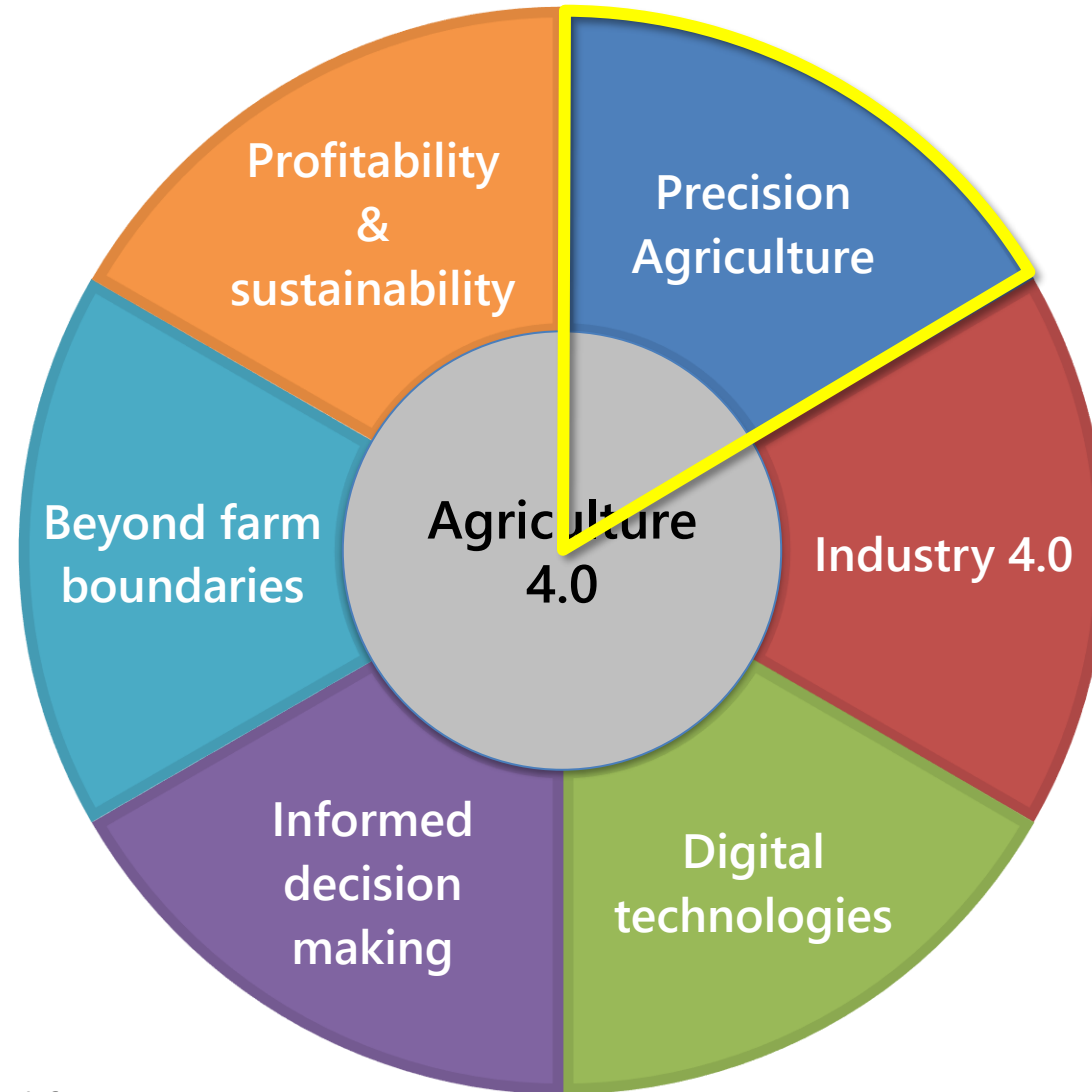 Profitability
&
sustainability
Precision
Agriculture
Beyond farm
boundaries
Agriculture
4.0
Industry 4.0
Informed
decision
making
Digital
technologies